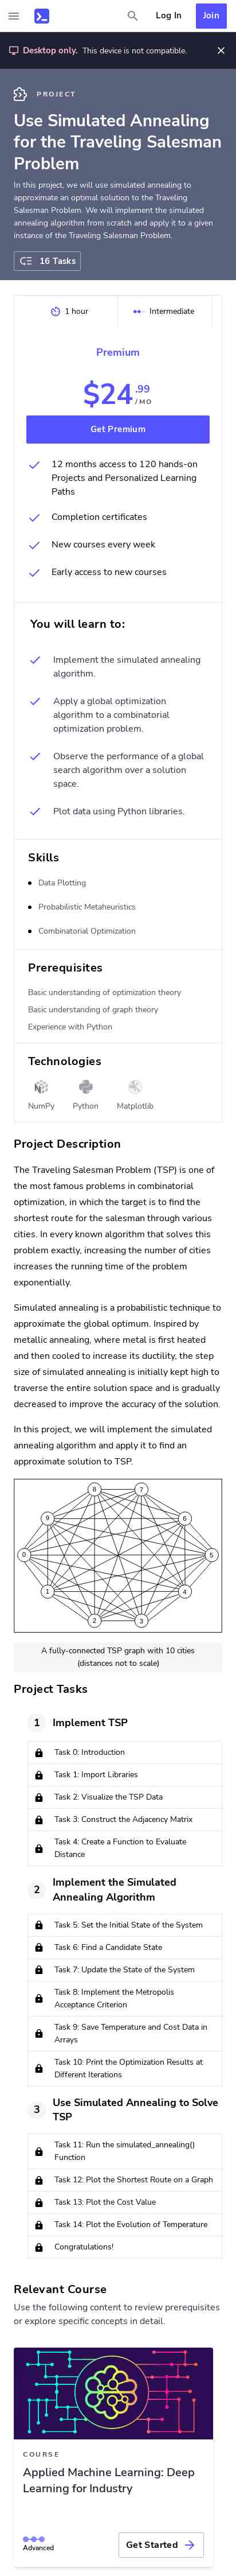 Log In
Join
Desktop only. This device is not compatible.
PROJECT
Use Simulated Annealing
for the Traveling Salesman
Problem
In this project, we will use simulated annealing to
approximate an optimal solution to the Traveling
Salesman Problem. We will implement the simulated
annealing algorithm from scratch and apply it to a given
instance of the Traveling Salesman Problem.
16 Tasks
1 hour
Intermediate
Premium
$24.99
/ MO
Get Premium
12 months access to 120 hands-on
Projects and Personalized Learning
Paths
Completion certificates
New courses every week
Early access to new courses
You will learn to:
Implement the simulated annealing
algorithm.
Apply a global optimization
algorithm to a combinatorial
optimization problem.
Observe the performance of a global
search algorithm over a solution
space.
Plot data using Python libraries.
Skills
Data Plotting
Probabilistic Metaheuristics
Combinatorial Optimization
Prerequisites
Basic understanding of optimization theory
Basic understanding of graph theory
Experience with Python
Technologies
NumPy
Python
Matplotlib
Project Description
The Traveling Salesman Problem (TSP) is one of
the most famous problems in combinatorial
optimization, in which the target is to find the
shortest route for the salesman through various
cities. In every known algorithm that solves this
problem exactly, increasing the number of cities
increases the running time of the problem
exponentially.
Simulated annealing is a probabilistic technique to
approximate the global optimum. Inspired by
metallic annealing, where metal is first heated
and then cooled to increase its ductility, the step
size of simulated annealing is initially kept high to
traverse the entire solution space and is gradually
decreased to improve the accuracy of the solution.
In this project, we will implement the simulated
annealing algorithm and apply it to find an
approximate solution to TSP.
8
7
9
6
0
5
1
4
2
3
A fully-connected TSP graph with 10 cities
(distances not to scale)
Project Tasks
1
Implement TSP
Task 0: Introduction
Task 1: Import Libraries
Task 2: Visualize the TSP Data
Task 3: Construct the Adjacency Matrix
Task 4: Create a Function to Evaluate
Distance
2
Implement the Simulated
Annealing Algorithm
Task 5: Set the Initial State of the System
Task 6: Find a Candidate State
Task 7: Update the State of the System
Task 8: Implement the Metropolis
Acceptance Criterion
Task 9: Save Temperature and Cost Data in
Arrays
Task 10: Print the Optimization Results at
Different Iterations
3
Use Simulated Annealing to Solve
TSP
Task 11: Run the simulated_annealing()
Function
Task 12: Plot the Shortest Route on a Graph
Task 13: Plot the Cost Value
Task 14: Plot the Evolution of Temperature
Congratulations!
Relevant Course
Use the following content to review prerequisites
or explore specific concepts in detail.
COURSE
Applied Machine Learning: Deep
Learning for Industry
Advanced
Get Started